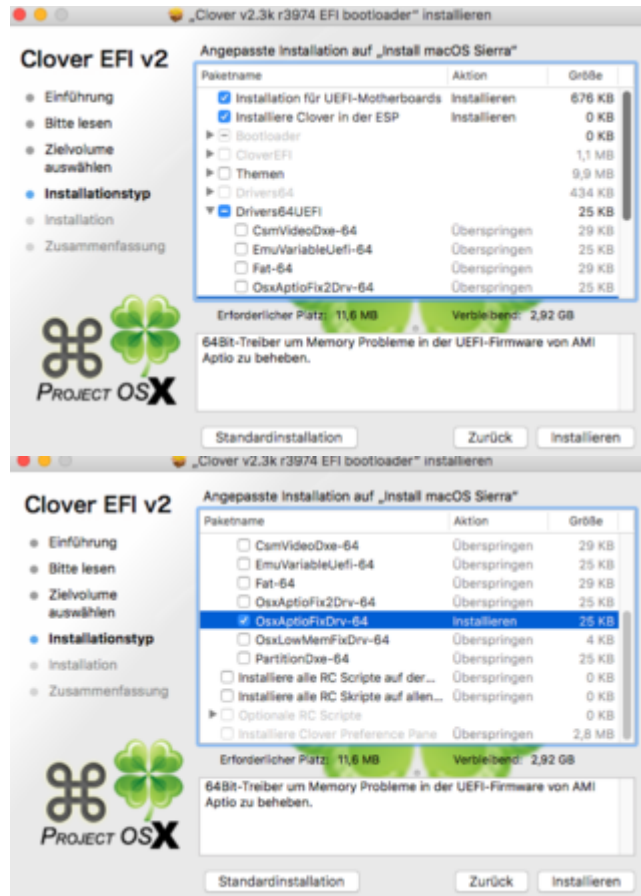 „Clover v2.3k r3974 EFI bootloader“ installieren
Clover EFI v2
Einführung
Bitte lesen
Zielvolume
auswählen
Installationstyp
Installation
Zusammenfassung
PROJECT OSX
Angepasste Installation auf „Install macOS Sierra“
Paketname Aktion Größe
Installation für UEFI-Motherboards Installieren 676 KB
Installiere Clover in der ESP Installieren 0 KB
Bootloader 0 KB
CloverEFI 1,1 MB
Themen 9,9 MB
Drivers64 434 KB
Drivers64UEFI 25 KB
CsmVideoDxe-64 Überspringen 29 KB
EmuVariableUefi-64 Überspringen 25 KB
Fat-64 Überspringen 29 KB
OsxAptioFix2Drv-64 Überspringen 25 KB
Erforderlicher Platz: 11,6 MB Verbleibend: 2,92 GB
64Bit-Treiber um Memory Probleme in der UEFI-Firmware von AMI
Aptio zu beheben.
Standardinstallation Zurück Installieren
„Clover v2.3k r3974 EFI bootloader“ installieren
Clover EFI v2
Einführung
Bitte lesen
Zielvolume
auswählen
Installationstyp
Installation
Zusammenfassung
PROJECT OSX
Angepasste Installation auf „Install macOS Sierra“
Paketname Aktion Größe
CsmVideoDxe-64 Überspringen 29 KB
EmuVariableUefi-64 Überspringen 25 KB
Fat-64 Überspringen 29 KB
OsxAptioFix2Drv-64 Überspringen 25 KB
OsxAptioFixDrv-64 Installieren 25 KB
OsxLowMemFixDrv-64 Überspringen 4 KB
PartitionDxe-64 Überspringen 25 KB
Installiere alle RC Scripte auf der... Überspringen 0 KB
Installiere alle RC Skripte auf allen... Überspringen 0 KB
Optionale RC Scripte 0 KB
Installiere Clover Preference Pane Überspringen 2,8 MB
Erforderlicher Platz: 11,6 MB Verbleibend: 2,92 GB
64Bit-Treiber um Memory Probleme in der UEFI-Firmware von AMI
Aptio zu beheben.
Standardinstallation Zurück Installieren